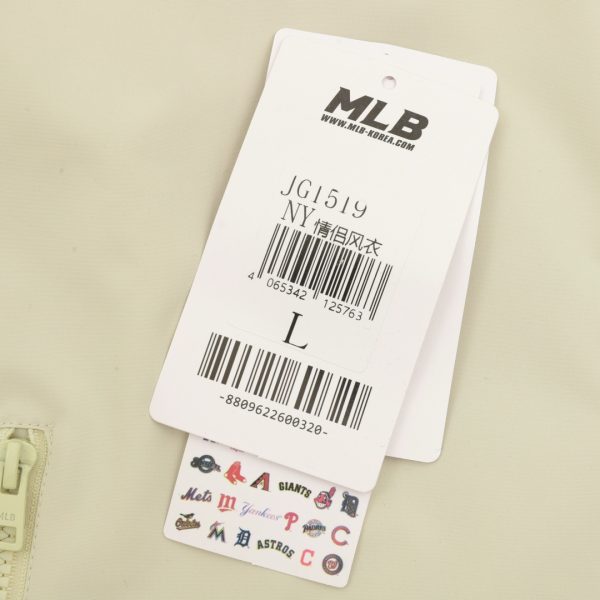 MLB
WWW.MLB-KOREA.COM
JG1519
NY 情侣风衣
4 065342 125763
L
-8809622600320-
GIANTS
Mets
Yankees
ASTROS
MLB